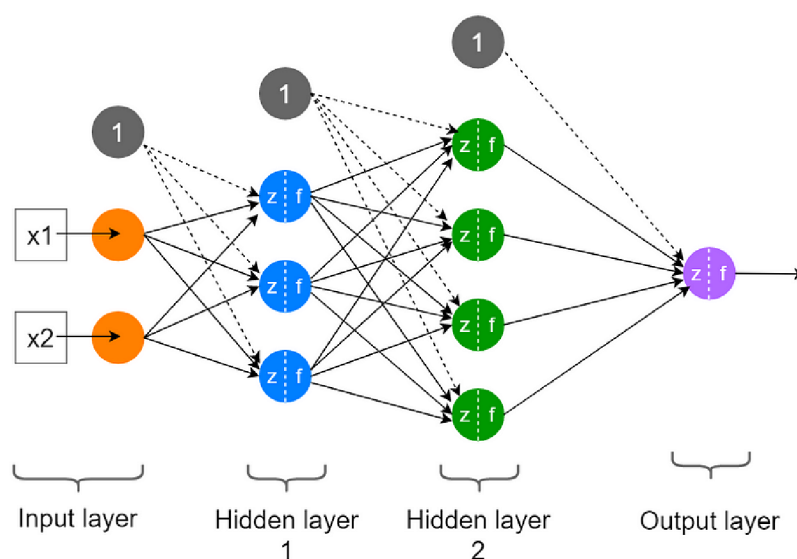 1
1
1
x1
x2
z f
z f
z f
z f
z f
z f
z f
z f
Input layer
Hidden layer
1
Hidden layer
2
Output layer